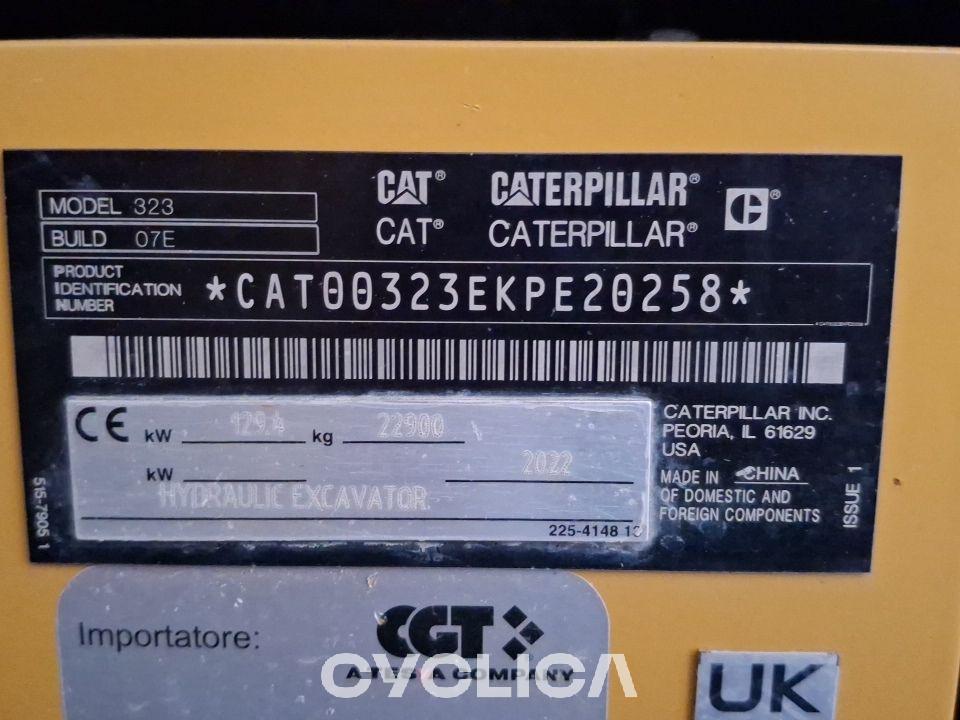 CAT® CATERPILLAR® C®
MODEL 323
CAT® CATERPILLAR®
BUILD 07E
PRODUCT IDENTIFICATION NUMBER
*CAT00323EKPE20258*
CE kW 129.4 kg 22900
kW 2022
HYDRAULIC EXCAVATOR
225-4148
CATERPILLAR INC.
PEORIA, IL 61629
USA
MADE IN CHINA
OF DOMESTIC AND
FOREIGN COMPONENTS
ISSUE 1
515-7905 1
Importatore: CGT
A TESYA COMPANY
CYCLICA
UK